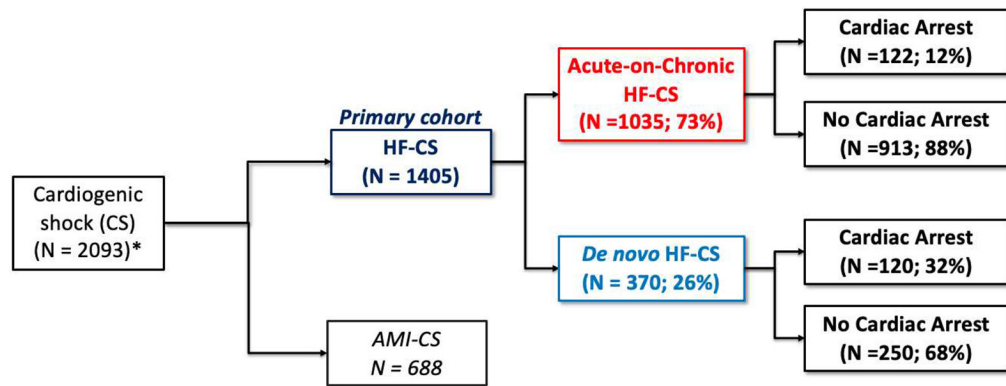 Cardiogenic
shock (CS)
(N = 2093)*
Primary cohort
HF-CS
(N = 1405)
AMI-CS
N = 688
Acute-on-Chronic
HF-CS
(N =1035; 73%)
De novo HF-CS
(N = 370; 26%)
Cardiac Arrest
(N =122; 12%)
No Cardiac Arrest
(N=913; 88%)
Cardiac Arrest
(N=120; 32%)
No Cardiac Arrest
(N=250; 68%)